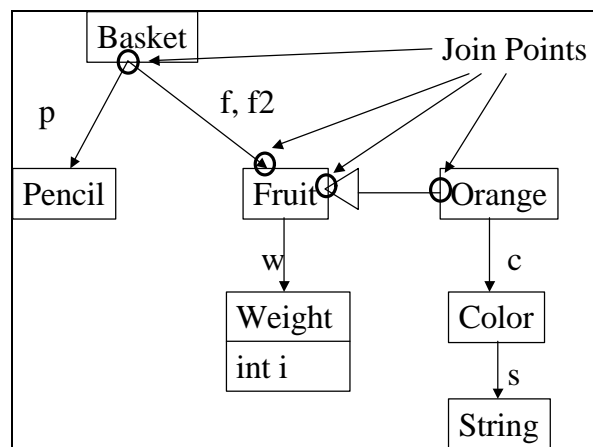 Basket
Join Points
f, f2
p
Pencil
Fruit
Orange
w
c
Weight
Color
int i
s
String